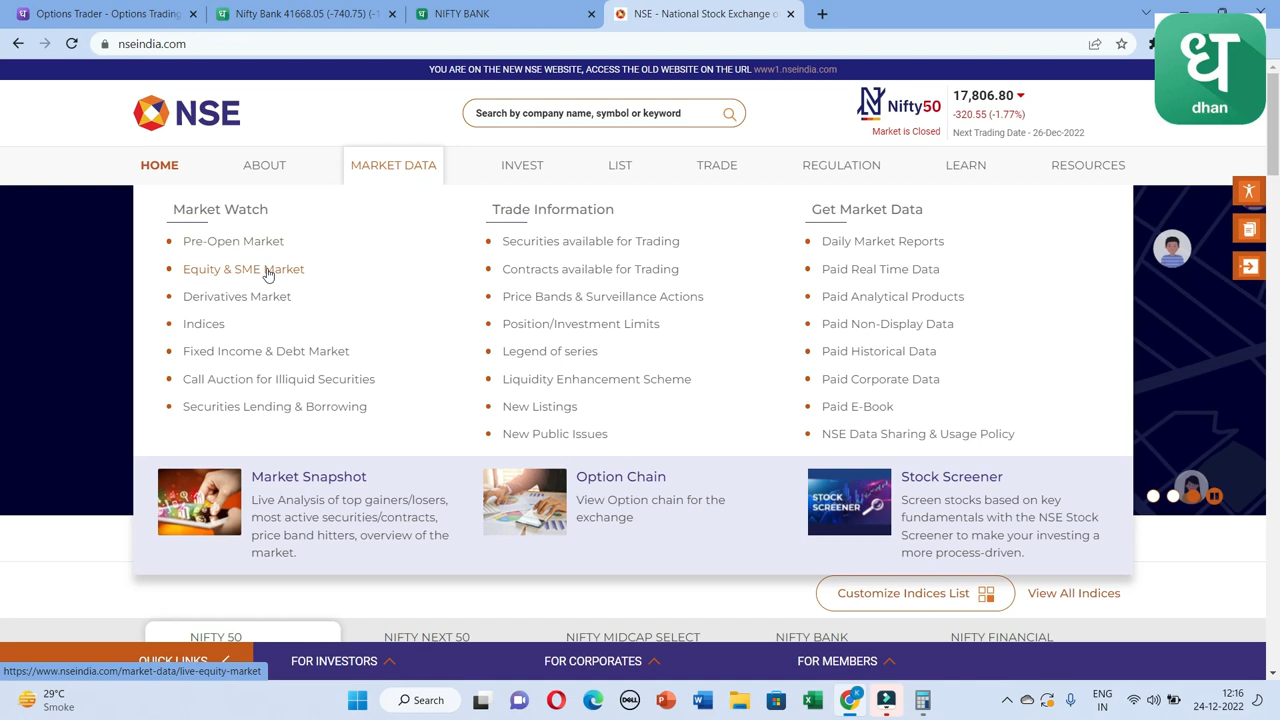 Options Trader - Dhan
Nifty Bank 41668.05 (-740.75) (-1
NIFTY BANK
NSE - National Stock Exchange o
nseindia.com
YOU ARE ON THE NEW NSE WEBSITE, ACCESS THE OLD WEBSITE ON THE URL www1.nseindia.com
ध
dhan
NSE
Search by company name, symbol or keyword
Nifty50
Market is Closed
17,806.80
-320.55 (-1.77%)
Next Trading Date - 26-Dec-2022
HOME ABOUT MARKET DATA INVEST LIST TRADE REGULATION LEARN RESOURCES
Market Watch
Pre-Open Market
Equity & SME Market
Derivatives Market
Indices
Fixed Income & Debt Market
Call Auction for Illiquid Securities
Securities Lending & Borrowing
Trade Information
Securities available for Trading
Contracts available for Trading
Price Bands & Surveillance Actions
Position/Investment Limits
Legend of series
Liquidity Enhancement Scheme
New Listings
New Public Issues
Get Market Data
Daily Market Reports
Paid Real Time Data
Paid Analytical Products
Paid Non-Display Data
Paid Historical Data
Paid Corporate Data
Paid E-Book
NSE Data Sharing & Usage Policy
Market Snapshot
Live Analysis of top gainers/losers,
most active securities/contracts,
price band hitters, overview of the
market.
Option Chain
View Option chain for the
exchange
STOCK
SCREENER
Stock Screener
Screen stocks based on key
fundamentals with the NSE Stock
Screener to make your investing a
more process-driven.
Customize Indices List
View All Indices
NIFTY 50 NIFTY NEXT 50 NIFTY MIDCAP SELECT NIFTY BANK NIFTY FINANCIAL
QUICK LINKS FOR INVESTORS FOR CORPORATES FOR MEMBERS
https://www.nseindia.com/market-data/live-equity-market
29°C
Smoke
Search
ENG
IN
12:16
24-12-2022